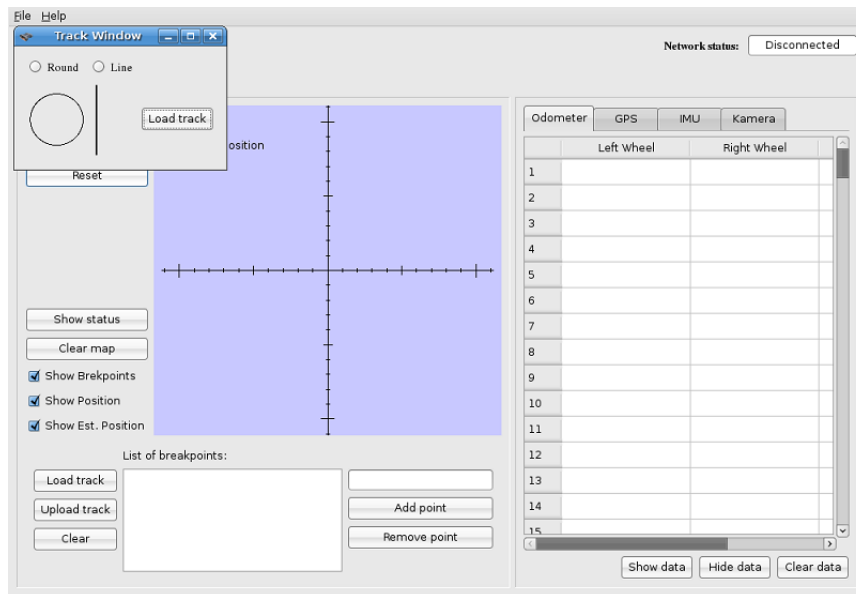 File Help
Track Window
Network status: Disconnected
Round Line
Load track
osition
Reset
Odometer GPS IMU Kamera
Left Wheel Right Wheel
1
2
3
4
5
6
7
8
9
10
11
12
13
14
15
Show status
Clear map
Show Brekpoints
Show Position
Show Est. Position
List of breakpoints:
Load track
Upload track
Clear
Add point
Remove point
Show data Hide data Clear data